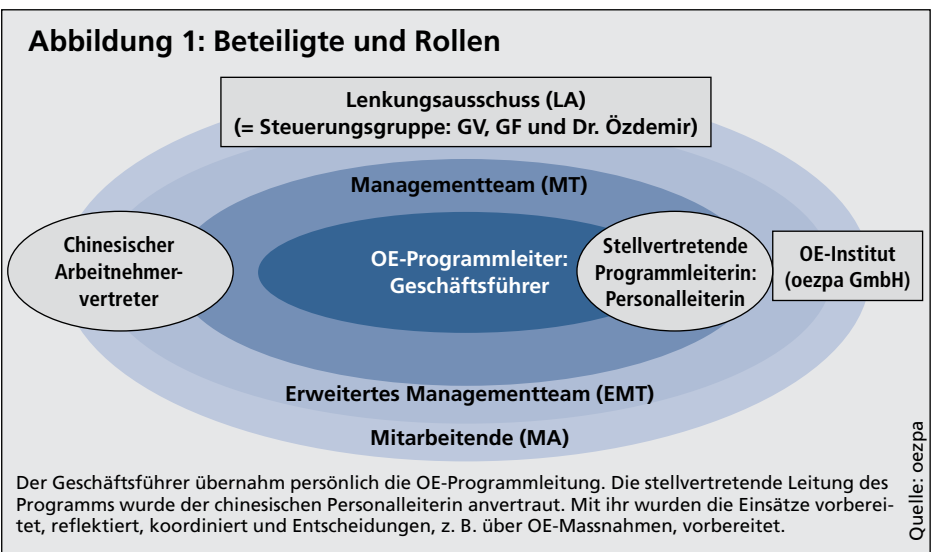 Abbildung 1: Beteiligte und Rollen
Lenkungsausschuss (LA)
(= Steuerungsgruppe: GV, GF und Dr. Özdemir)
Managementteam (MT)
Chinesischer
Arbeitnehmer-
vertreter
OE-Programmleiter:
Geschäftsführer
Stellvertretende
Programmleiterin:
Personalleiterin
OE-Institut
(oezpa GmbH)
Erweitertes Managementteam (EMT)
Mitarbeitende (MA)
Der Geschäftsführer übernahm persönlich die OE-Programmleitung. Die stellvertretende Leitung des
Programms wurde der chinesischen Personalleiterin anvertraut. Mit ihr wurden die Einsätze vorberei-
tet, reflektiert, koordiniert und Entscheidungen, z. B. über OE-Massnahmen, vorbereitet.
Quelle: oezpa